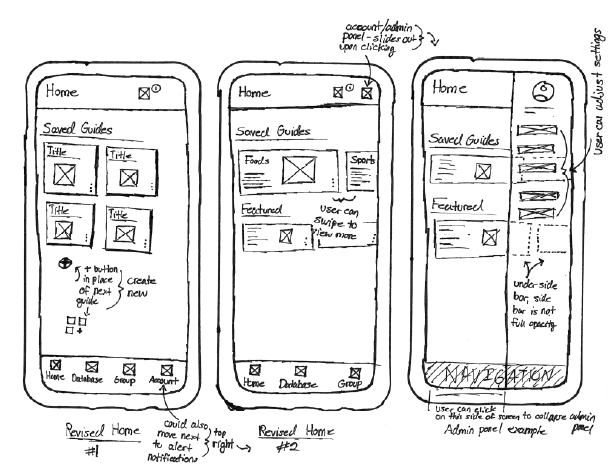 account/admin
panel - slides out
upon clicking
Home
Saved Guides
Title
Title
Title
Title
+ button
in place
of next
guide
create
new
Home
Database
Group
Account
Revised Home
#1
could also
move next
to alert
notifications
top
right
Home
Saved Guides
Foods
Sports
Featured
user can
swipe to
view more
Home
Database
Group
Revised Home
#2
Home
Saved Guides
Featured
user can adjust settings
under side
bar, side
bar is not
full opacity
NAVIGATION
user can click
on this side of screen to collapse admin
panel
Admin panel example